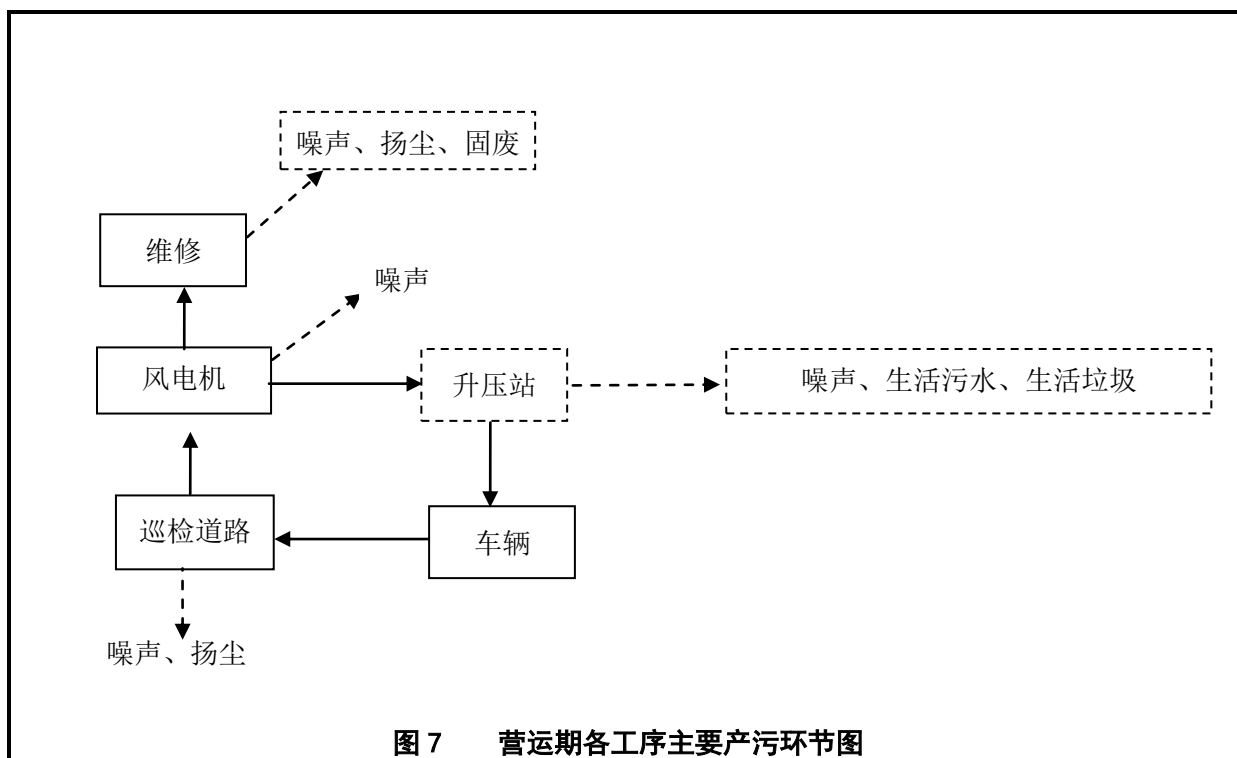 噪声、扬尘、固废
维修
噪声
风电机
升压站
噪声、生活污水、生活垃圾
巡检道路
车辆
噪声、扬尘
图 7 营运期各工序主要产污环节图